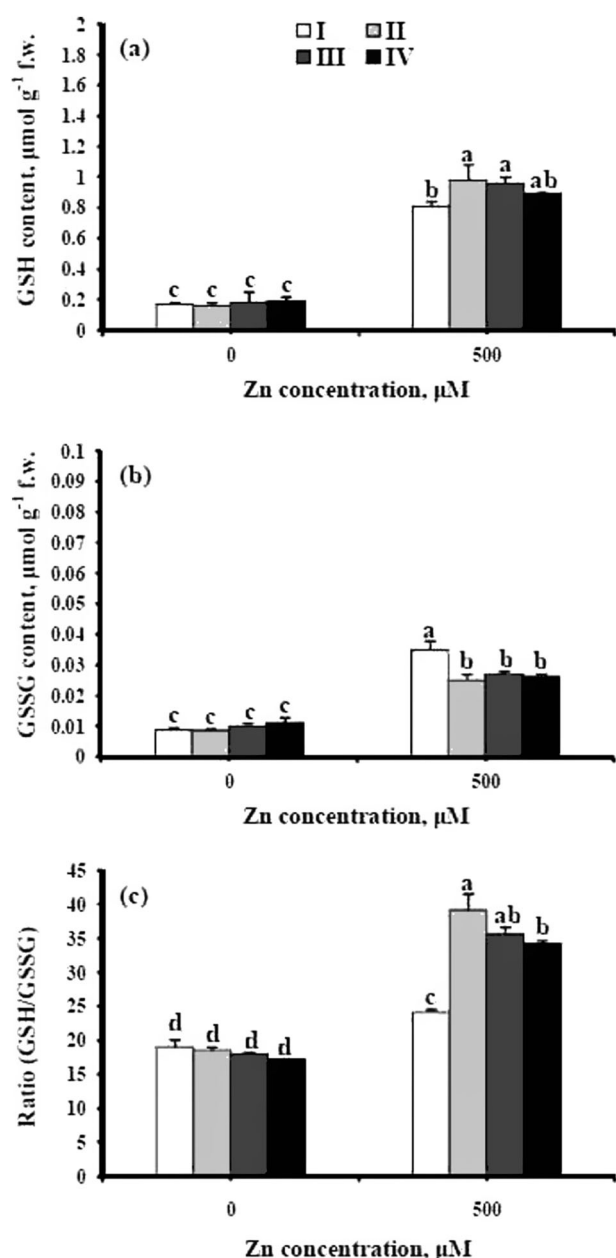 (a)
I II
III IV
GSH content, µmol g⁻¹ f.w.
2
1.8
1.6
1.4
1.2
1
0.8
0.6
0.4
0.2
0
c c c c
b a a ab
0 500
Zn concentration, µM
(b)
GSSG content, µmol g⁻¹ f.w.
0.1
0.09
0.08
0.07
0.06
0.05
0.04
0.03
0.02
0.01
0
c c c c
a b b b
0 500
Zn concentration, µM
(c)
Ratio (GSH/GSSG)
45
40
35
30
25
20
15
10
5
0
d d d d
c a ab b
0 500
Zn concentration, µM